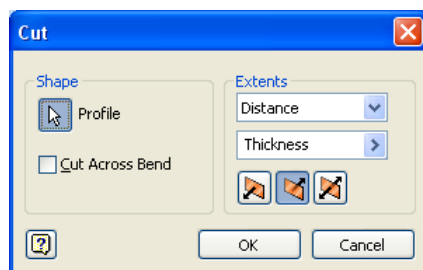 Cut
Shape
Profile
Cut Across Bend
Extents
Distance
Thickness
?
OK
Cancel